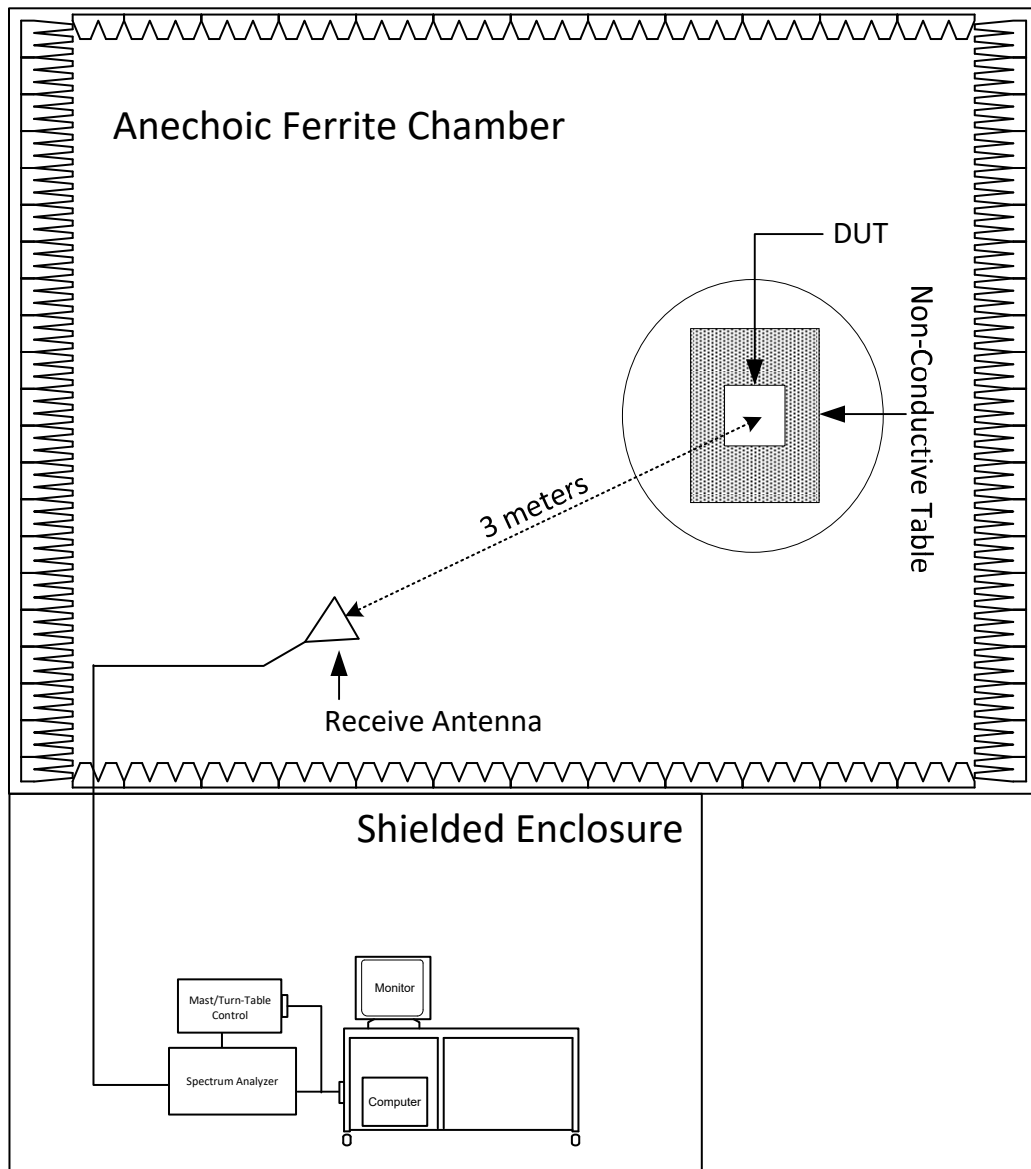 Anechoic Ferrite Chamber
DUT
Non-Conductive Table
3 meters
Receive Antenna
Shielded Enclosure
Monitor
Mast/Turn-Table
Control
Spectrum Analyzer
Computer